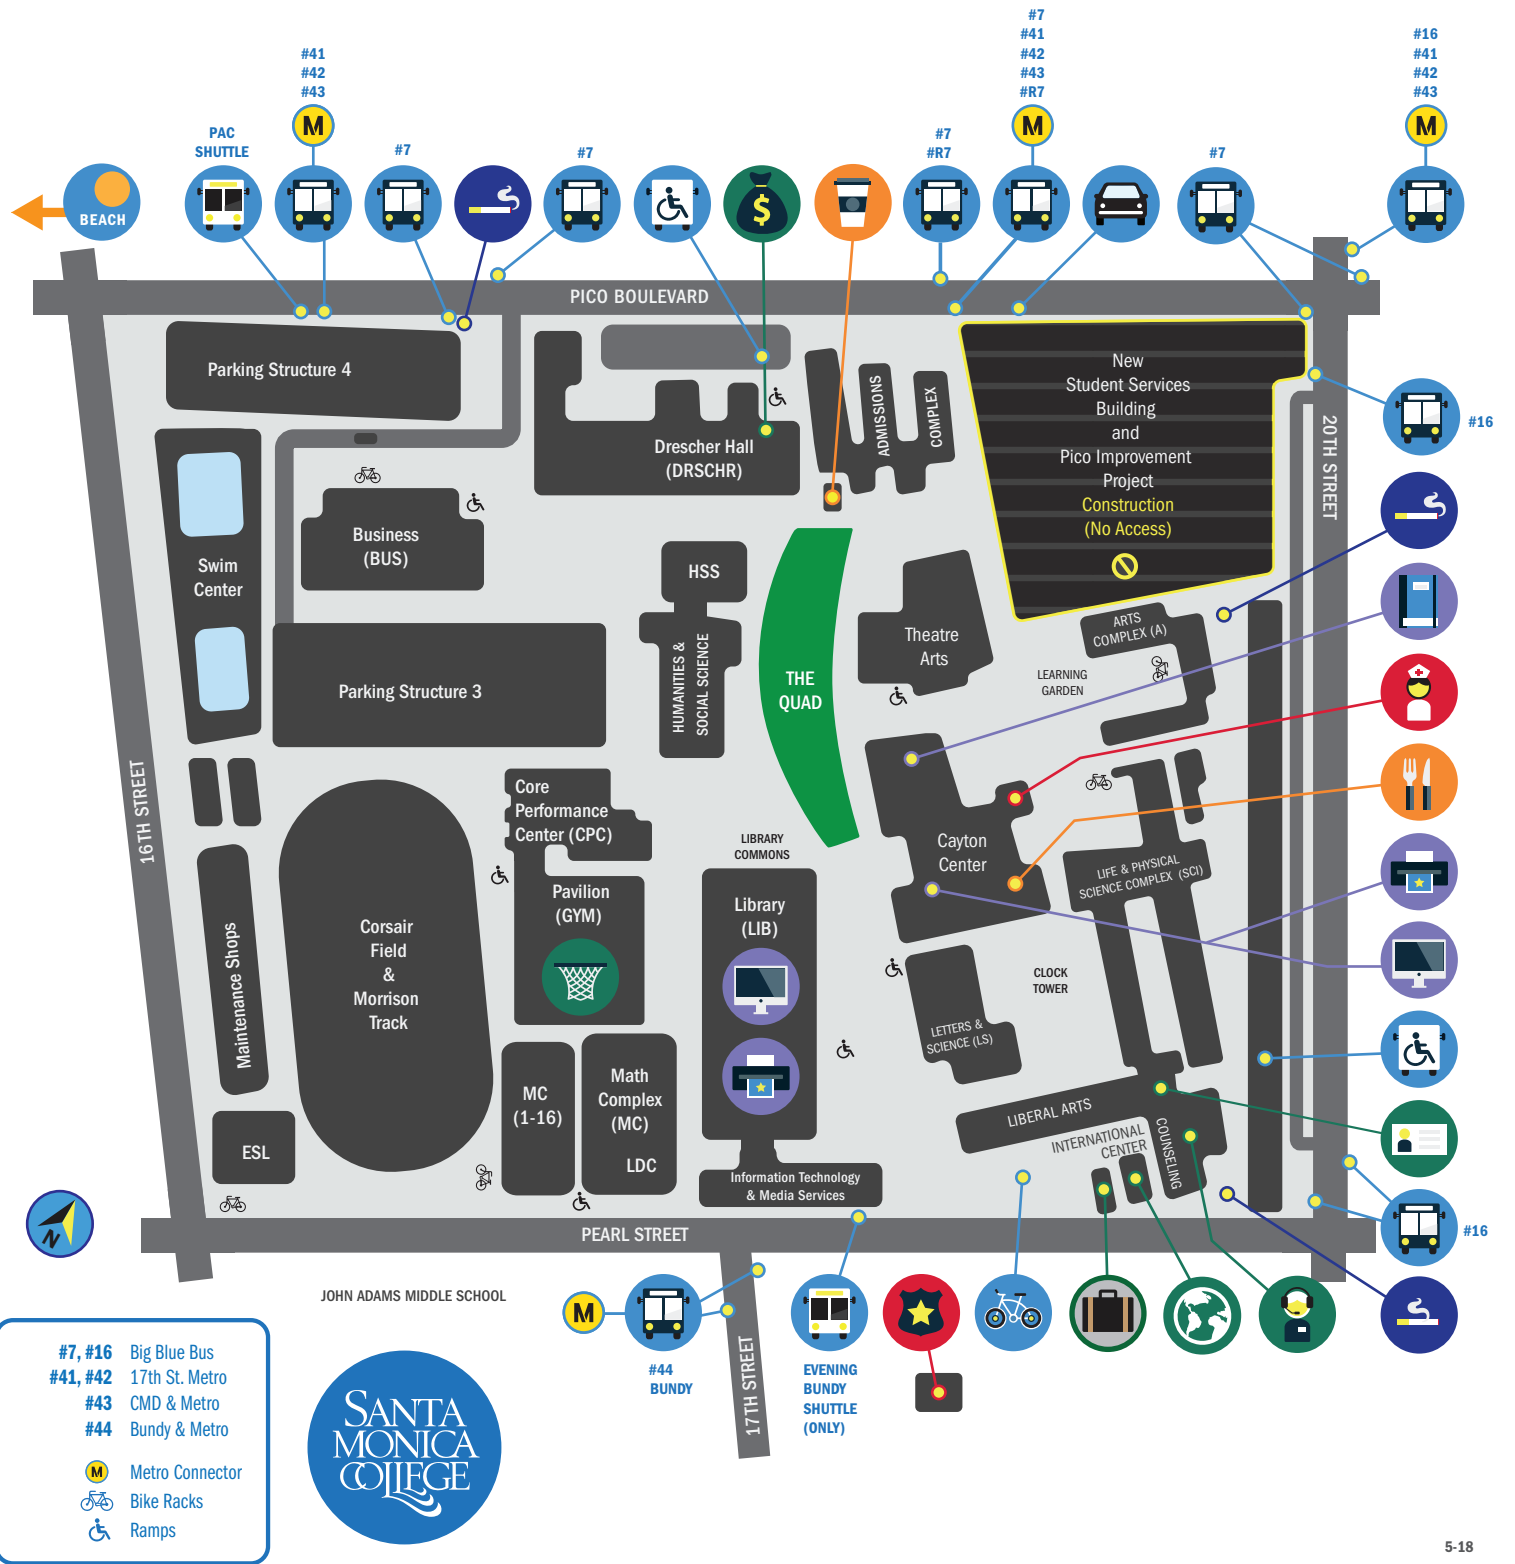 #7
#41
#42
#43
#R7
#16
#41
#42
#43
#41
#42
#43
M
M
M
PAC
SHUTTLE
#7
#7
#7
#R7
#7
BEACH
$
PICO BOULEVARD
Parking Structure 4
New
Student Services
Building
and
Pico Improvement
Project
Construction
(No Access)
ADMISSIONS
COMPLEX
Drescher Hall
(DRSCHR)
#16
20TH STREET
Business
(BUS)
Swim
Center
HSS
HUMANITIES &
SOCIAL SCIENCE
THE
QUAD
Theatre
Arts
ARTS
COMPLEX (A)
LEARNING
GARDEN
Parking Structure 3
16TH STREET
Core
Performance
Center (CPC)
LIBRARY
COMMONS
Cayton
Center
LIFE & PHYSICAL
SCIENCE COMPLEX (SCI)
Pavilion
(GYM)
Library
(LIB)
Corsair
Field
&
Morrison
Track
Maintenance Shops
CLOCK
TOWER
LETTERS &
SCIENCE (LS)
MC
(1-16)
Math
Complex
(MC)
LDC
LIBERAL ARTS
INTERNATIONAL
CENTER
COUNSELING
ESL
Information Technology
& Media Services
N
PEARL STREET
#16
JOHN ADAMS MIDDLE SCHOOL
M
#44
BUNDY
17TH STREET
EVENING
BUNDY
SHUTTLE
(ONLY)
#7, #16 Big Blue Bus
#41, #42 17th St. Metro
#43 CMD & Metro
#44 Bundy & Metro
M Metro Connector
Bike Racks
Ramps
SANTA
MONICA
COLLEGE
5-18